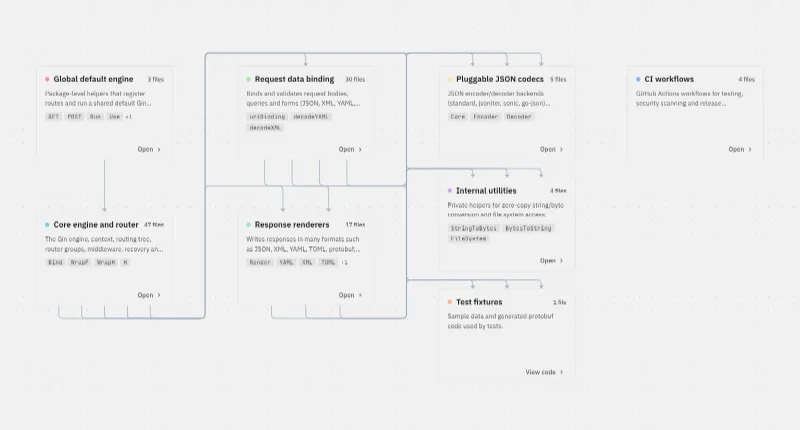 Global default engine 3 files
Package-level helpers that register
routes and run a shared default Gin...
GET POST Run Use +1
Open >
Request data binding 30 files
Binds and validates request bodies,
queries and forms (JSON, XML, YAML,...
uriBinding decodeYAML
decodeXML
Open >
Pluggable JSON codecs 5 files
JSON encoder/decoder backends
(standard, jsoniter, sonic, go-json)...
Core Encoder Decoder
Open >
CI workflows 4 files
GitHub Actions workflows for testing,
security scanning and release...
Open >
Core engine and router 47 files
The Gin engine, context, routing tree,
router groups, middleware, recovery an...
Bind WrapF WrapH H
Open >
Response renderers 17 files
Writes responses in many formats such
as JSON, XML, YAML, TOML, protobuf,...
Render YAML XML TOML +1
Open >
Internal utilities 4 files
Private helpers for zero-copy string/byte
conversion and file system access.
StringToBytes BytesToString
FileSystem
Open >
Test fixtures 1 file
Sample data and generated protobuf
code used by tests.
View code >